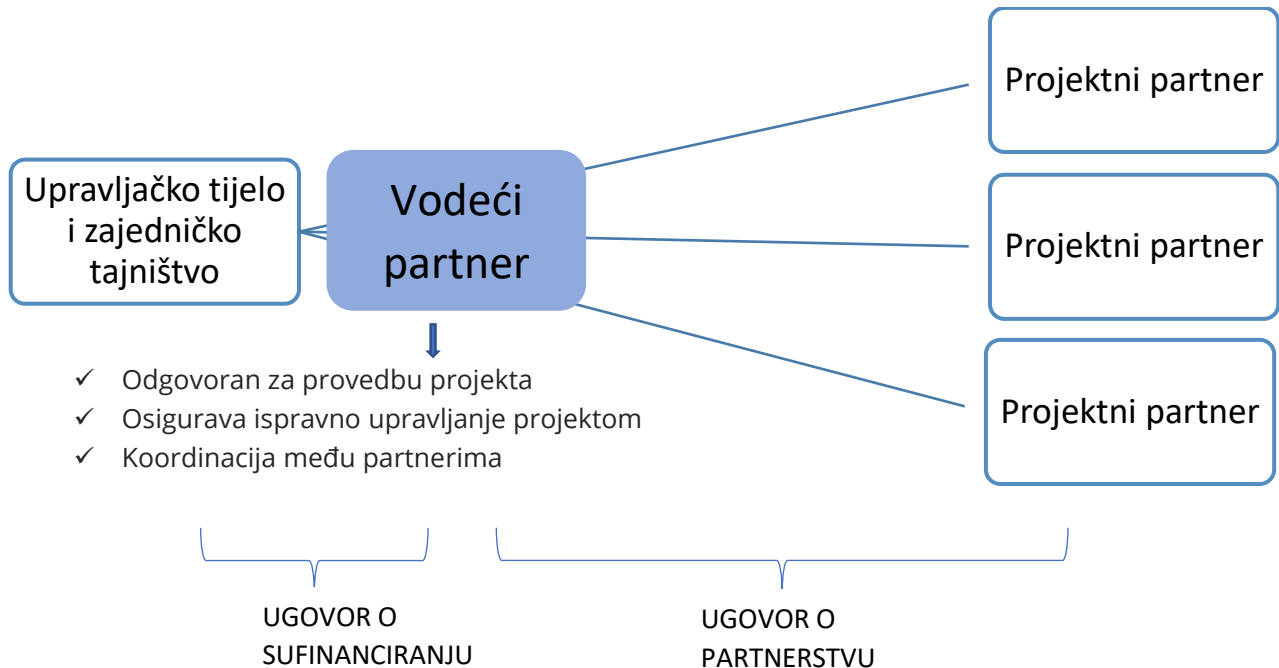 Upravljačko tijelo
i zajedničko
tajništvo
Vodeći
partner
Projektni partner
Projektni partner
Projektni partner
✓ Odgovoran za provedbu projekta
✓ Osigurava ispravno upravljanje projektom
✓ Koordinacija među partnerima
UGOVOR O
SUFINANCIRANJU
UGOVOR O
PARTNERSTVU